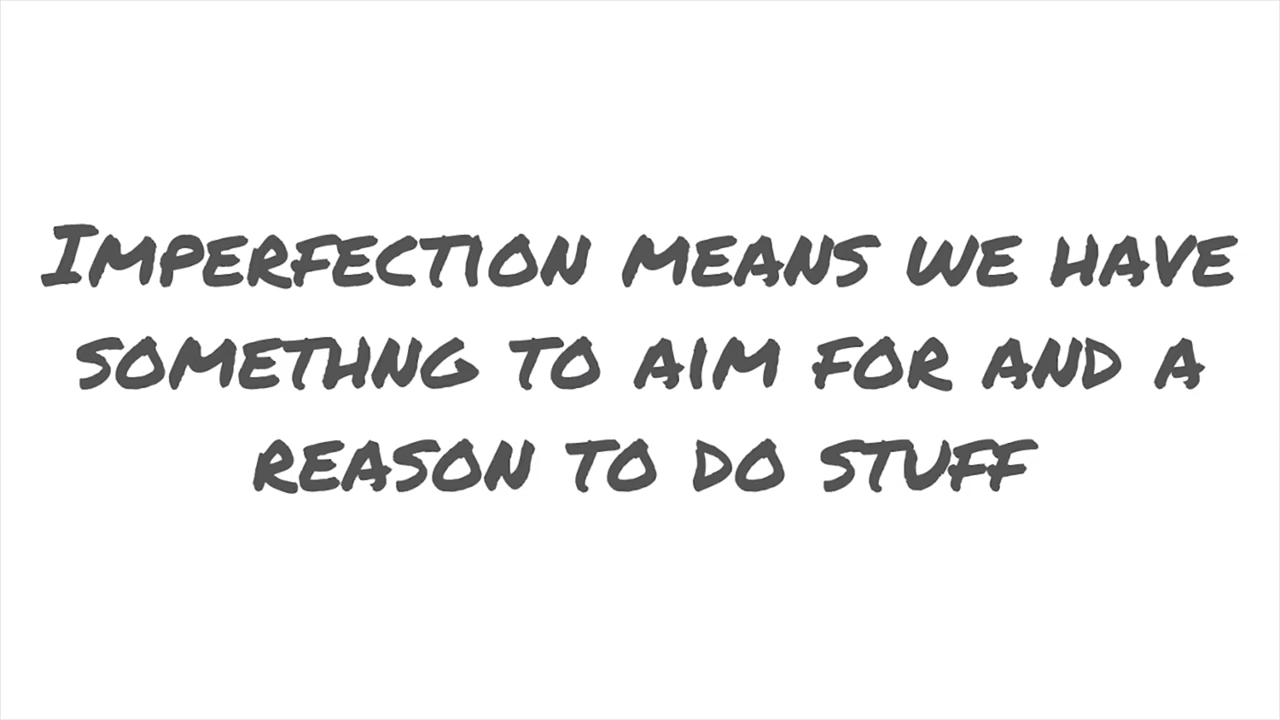 Imperfection means we have
somethng to aim for and a
reason to do stuff